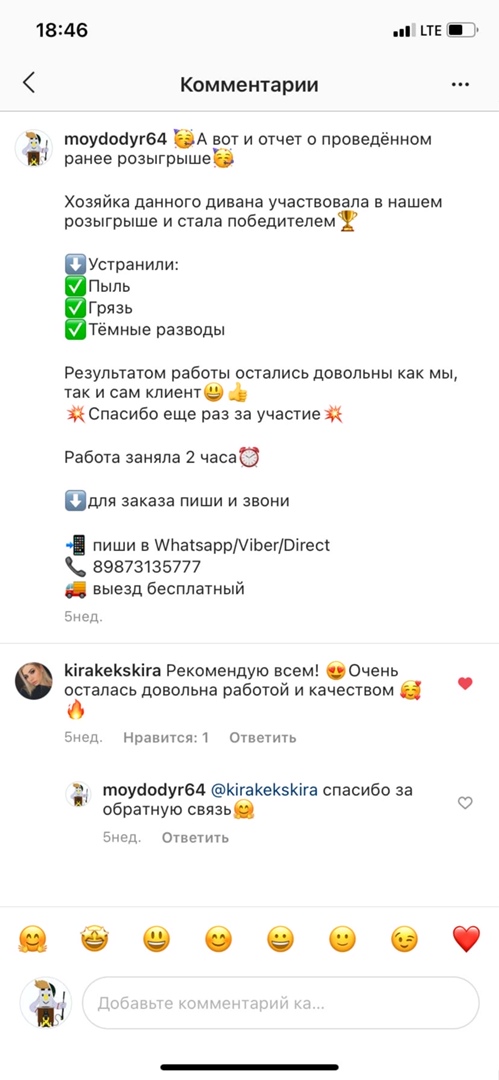 18:46
LTE
Комментарии
moydodyr64 🥳А вот и отчет о проведённом
ранее розыгрыше🥳
Хозяйка данного дивана участвовала в нашем
розыгрыше и стала победителем🏆
⬇️Устранили:
✅Пыль
✅Грязь
✅Тёмные разводы
Результатом работы остались довольны как мы,
так и сам клиент😃👍
💥Спасибо еще раз за участие💥
Работа заняла 2 часа⏰
⬇️для заказа пиши и звони
📲 пиши в Whatsapp/Viber/Direct
📞 89873135777
🚚 выезд бесплатный
5нед.
kirakekskira Рекомендую всем! 😍Очень
осталась довольна работой и качеством 🥰
🔥
5нед. Нравится: 1 Ответить
moydodyr64 @kirakekskira спасибо за
обратную связь🤗
5нед. Ответить
Добавьте комментарий ка...